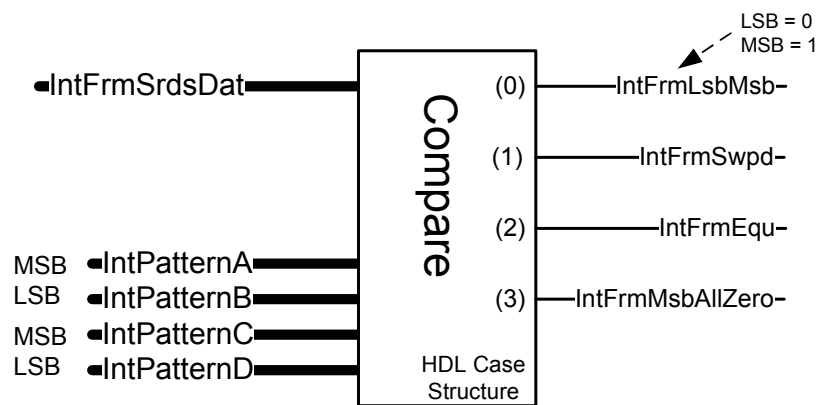 LSB = 0
MSB = 1
IntFrmSrdsDat
(0)
IntFrmLsbMsb
Compare
(1)
IntFrmSwpd
(2)
IntFrmEqu
MSB
IntPatternA
LSB
IntPatternB
(3)
IntFrmMsbAllZero
MSB
IntPatternC
LSB
IntPatternD
HDL Case
Structure